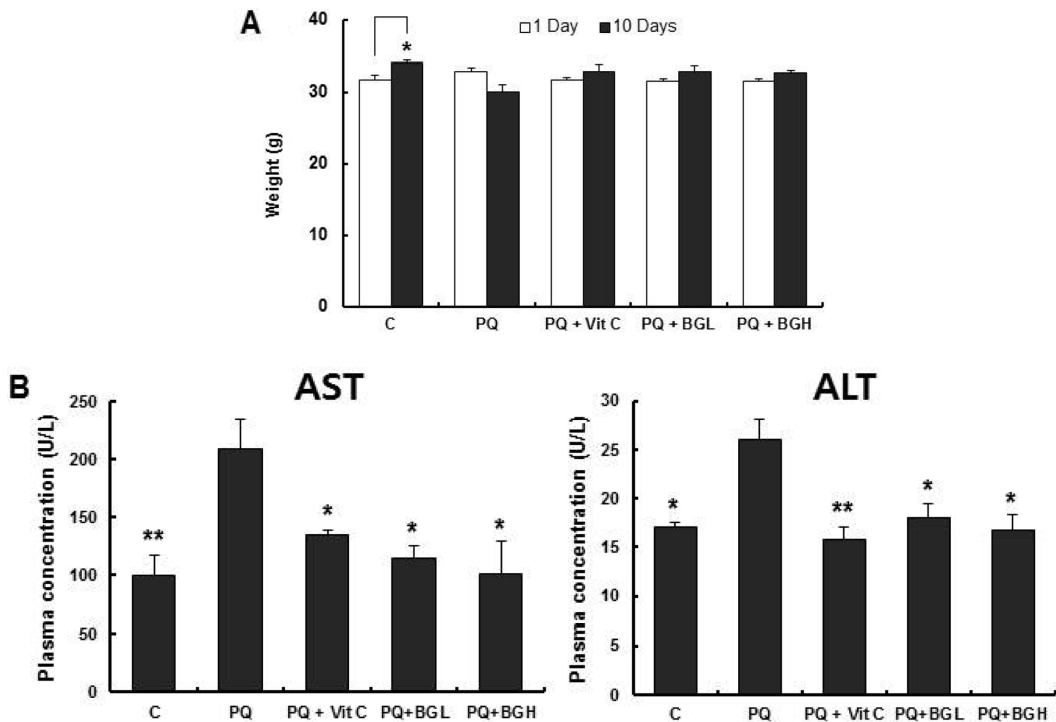 A
40
1 Day 10 Days
*
30
Weight (g)
20
10
0
C PQ PQ + Vit C PQ + BGL PQ + BGH
B
AST
250
200
Plasma concentration (U/L)
150
** * * *
100
50
0
C PQ PQ + Vit C PQ+BGL PQ+BGH
ALT
30
25
Plasma concentration (U/L)
20
* ** * *
15
10
5
0
C PQ PQ + Vit C PQ+BGL PQ+BGH